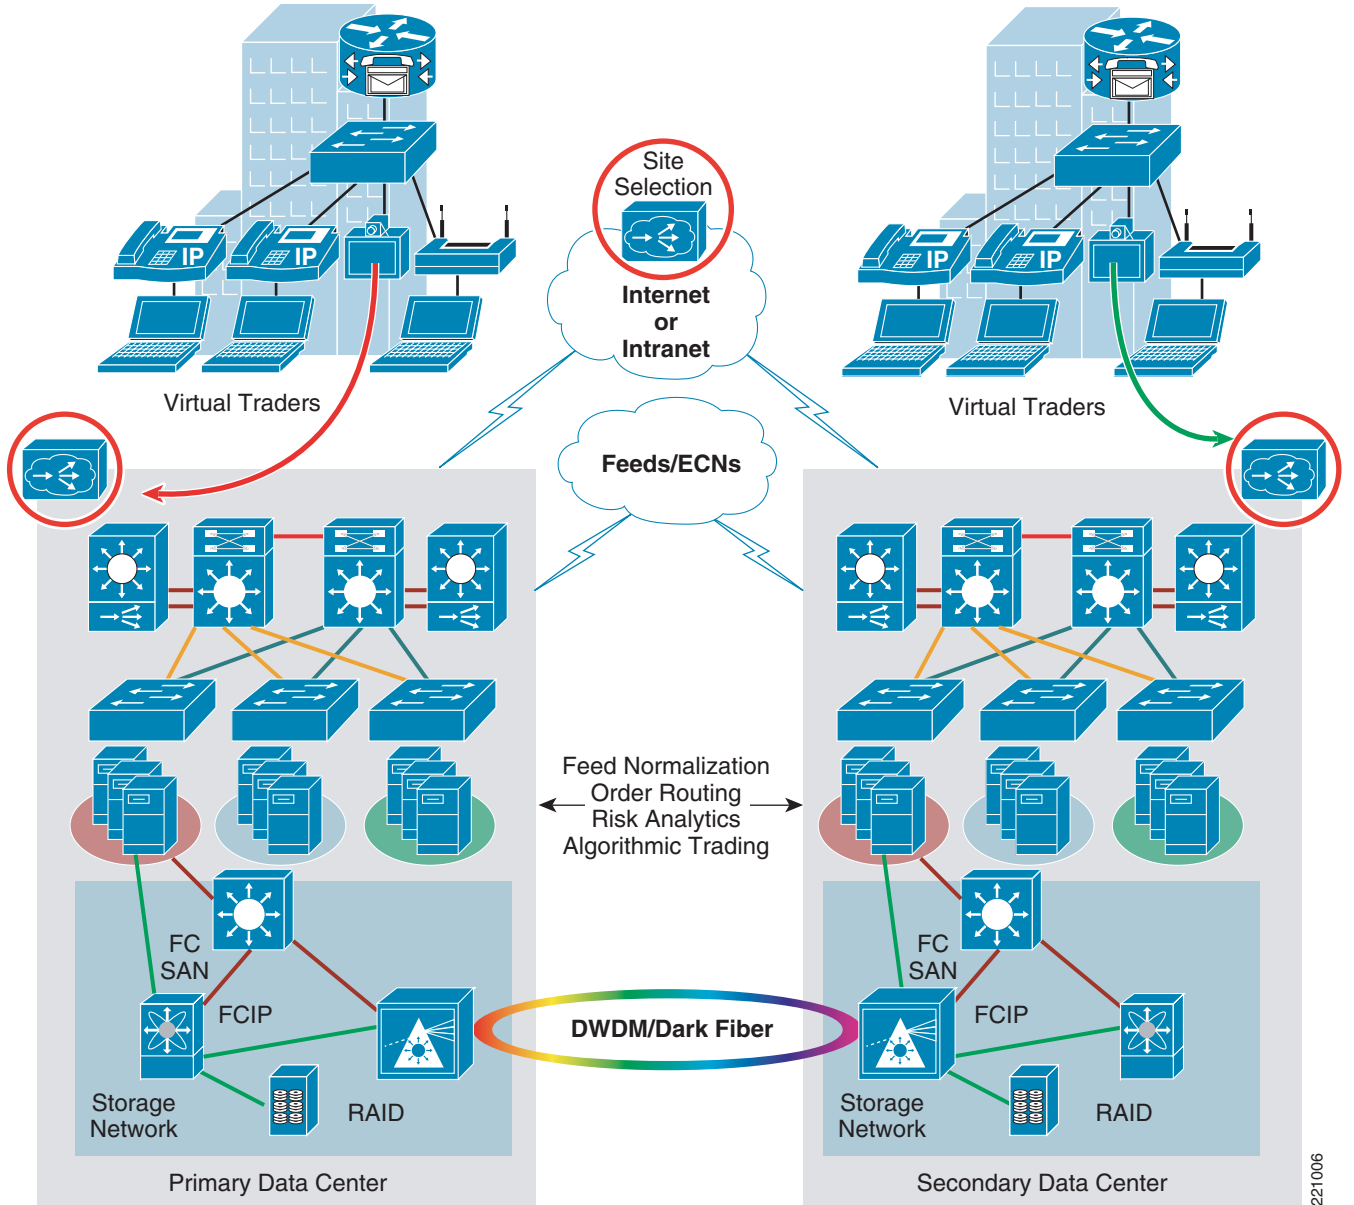 Site
Selection
IP
IP
IP
IP
Internet
or
Intranet
Virtual Traders
Virtual Traders
Feeds/ECNs
Feed Normalization
Order Routing
Risk Analytics
Algorithmic Trading
FC
SAN
FCIP
FC
SAN
FCIP
DWDM/Dark Fiber
Storage
Network
RAID
Storage
Network
RAID
Primary Data Center
Secondary Data Center
221006